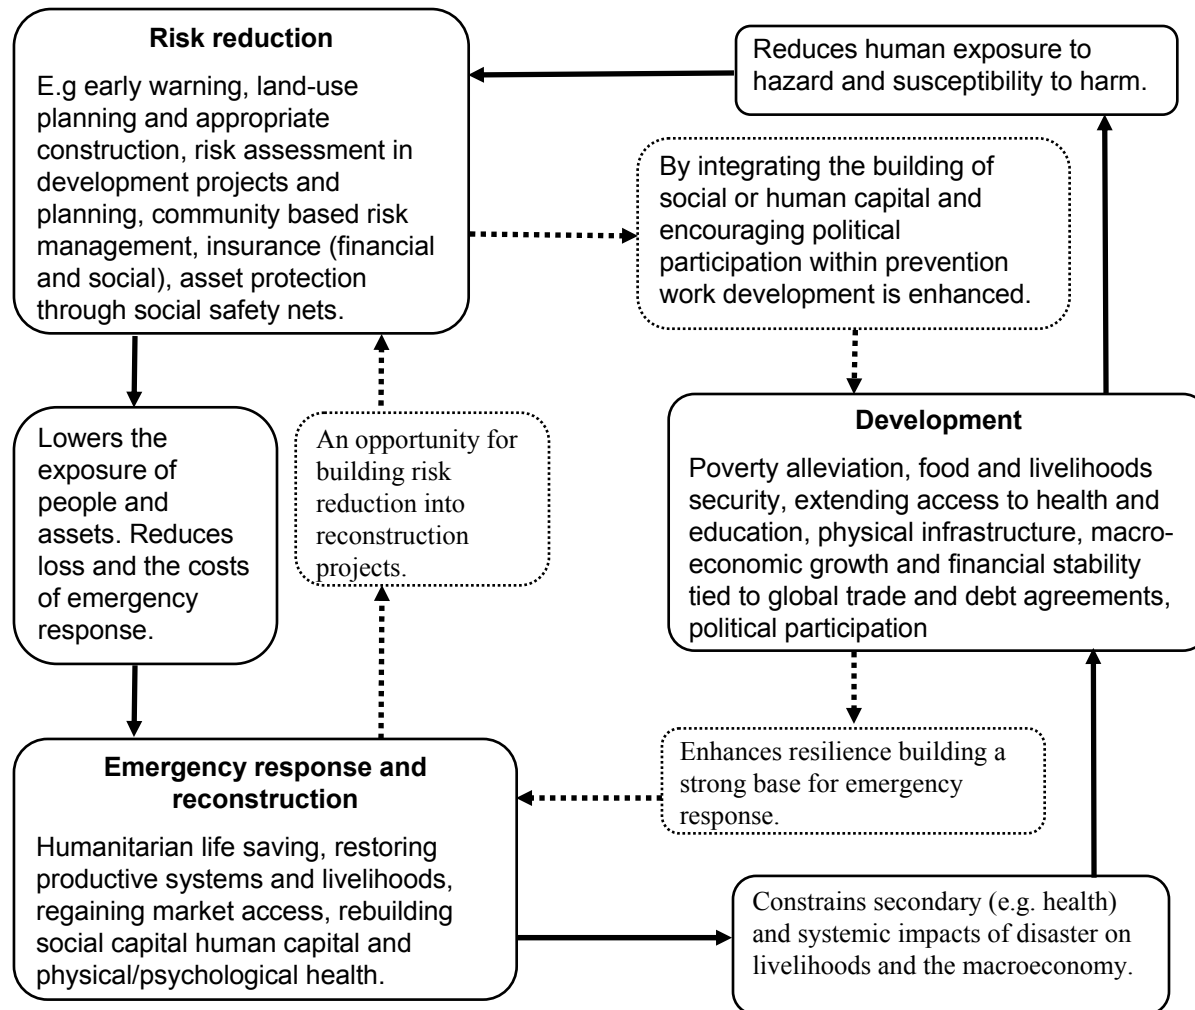 Risk reduction
E.g early warning, land-use
planning and appropriate
construction, risk assessment in
development projects and
planning, community based risk
management, insurance (financial
and social), asset protection
through social safety nets.
Reduces human exposure to
hazard and susceptibility to harm.
By integrating the building of
social or human capital and
encouraging political
participation within prevention
work development is enhanced.
Lowers the
exposure of
people and
assets. Reduces
loss and the costs
of emergency
response.
An opportunity for
building risk
reduction into
reconstruction
projects.
Development
Poverty alleviation, food and livelihoods
security, extending access to health and
education, physical infrastructure, macro-
economic growth and financial stability
tied to global trade and debt agreements,
political participation
Enhances resilience building a
strong base for emergency
response.
Emergency response and
reconstruction
Humanitarian life saving, restoring
productive systems and livelihoods,
regaining market access, rebuilding
social capital human capital and
physical/psychological health.
Constrains secondary (e.g. health)
and systemic impacts of disaster on
livelihoods and the macroeconomy.